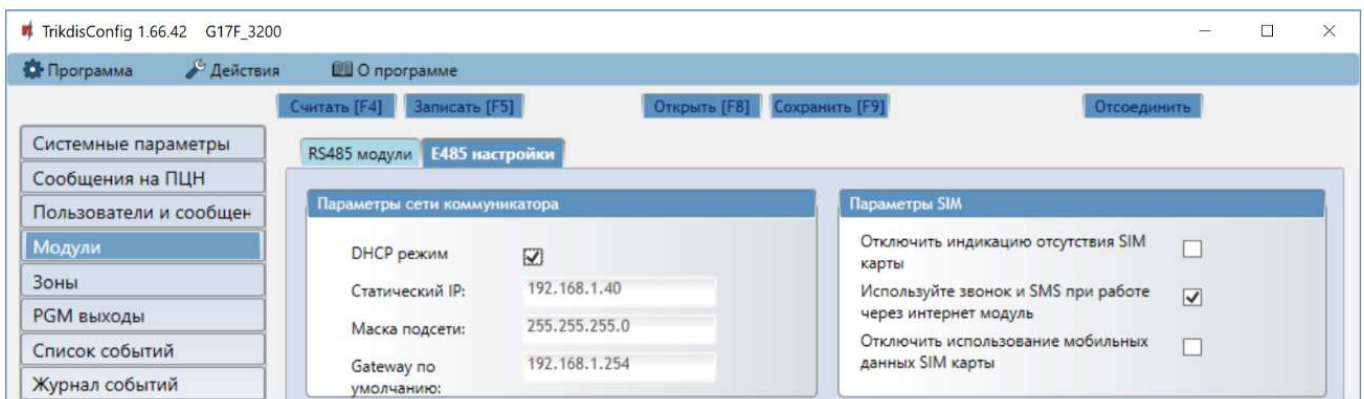 TrikdisConfig 1.66.42 G17F_3200
Программа Действия О программе
Считать [F4] Записать [F5] Открыть [F8] Сохранить [F9] Отсоединить
Системные параметры
Сообщения на ПЦН
Пользователи и сообщен
Модули
Зоны
PGM выходы
Список событий
Журнал событий
RS485 модули E485 настройки
Параметры сети коммуникатора
DHCP режим
Статический IP: 192.168.1.40
Маска подсети: 255.255.255.0
Gateway по 192.168.1.254
умолчанию:
Параметры SIM
Отключить индикацию отсутствия SIM
карты
Используйте звонок и SMS при работе
через интернет модуль
Отключить использование мобильных
данных SIM карты